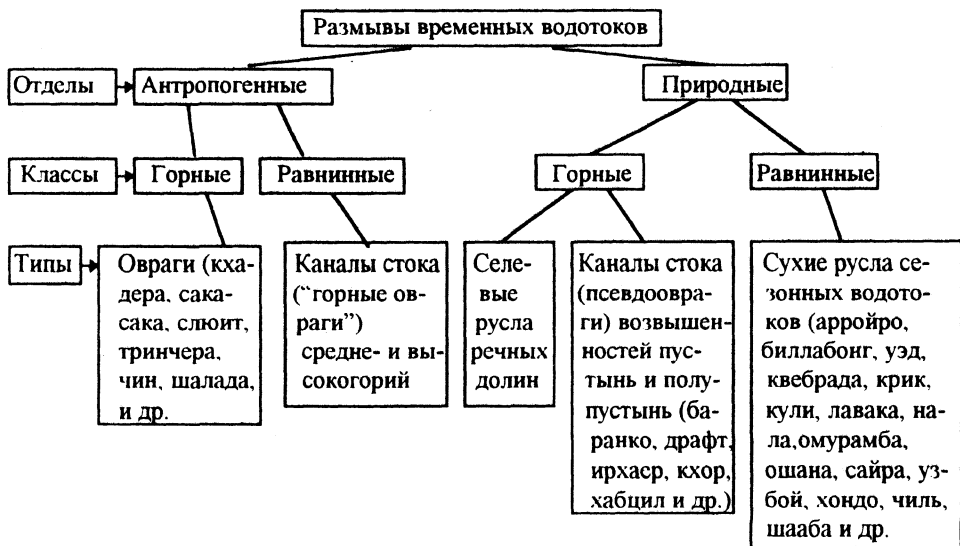 Размывы временных водотоков
Отделы
Антропогенные
Природные
Классы
Горные
Равнинные
Горные
Равнинные
Типы
Овраги (кха-
дера, сака-
сака, слюит,
тринчера,
чин, шалада,
и др.
Каналы стока
("горные ов-
раги")
средне- и вы-
сокогорий
Селе-
вые
русла
речных
долин
Каналы стока
(псевдоовра-
ги) возвышен-
ностей пус-
тынь и полу-
пустынь (ба-
ранко, драфт,
ирхаср, кхор,
хабцил и др.)
Сухие русла се-
зонных водото-
ков (арройро,
биллабонг, уэд,
квебрада, крик,
кули, лавака, на-
ла,омурамба,
ошана, сайра, уз-
бой, хондо, чиль,
шааба и др.